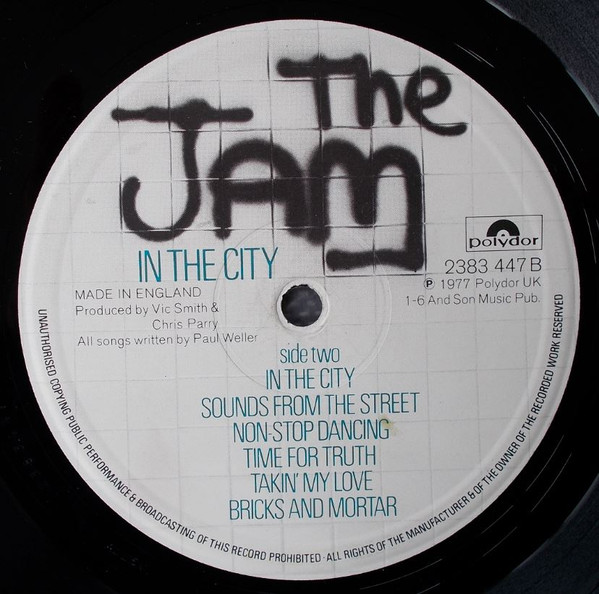 The
JAM
IN THE CITY
polydor
2383 447 B
℗ 1977 Polydor UK
1-6 And Son Music Pub.
MADE IN ENGLAND
Produced by Vic Smith &
Chris Parry
All songs written by Paul Weller
side two
IN THE CITY
SOUNDS FROM THE STREET
NON-STOP DANCING
TIME FOR TRUTH
TAKIN' MY LOVE
BRICKS AND MORTAR
UNAUTHORISED COPYING PUBLIC PERFORMANCE & BROADCASTING OF THIS RECORD PROHIBITED · ALL RIGHTS OF THE MANUFACTURER & OF THE OWNER OF THE RECORDED WORK RESERVED